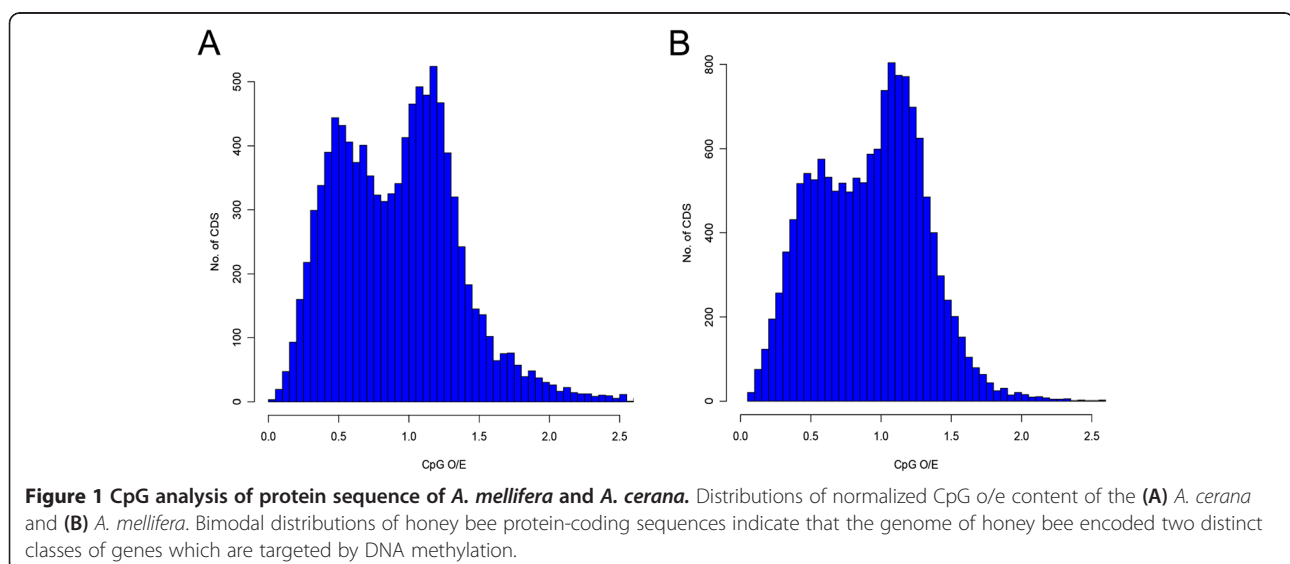 A
B
500
400
300
200
100
0
No. of CDS
0.0 0.5 1.0 1.5 2.0 2.5
CpG O/E
800
600
400
200
0
No. of CDS
0.0 0.5 1.0 1.5 2.0 2.5
CpG O/E
Figure 1 CpG analysis of protein sequence of A. mellifera and A. cerana. Distributions of normalized CpG o/e content of the (A) A. cerana
and (B) A. mellifera. Bimodal distributions of honey bee protein-coding sequences indicate that the genome of honey bee encoded two distinct
classes of genes which are targeted by DNA methylation.